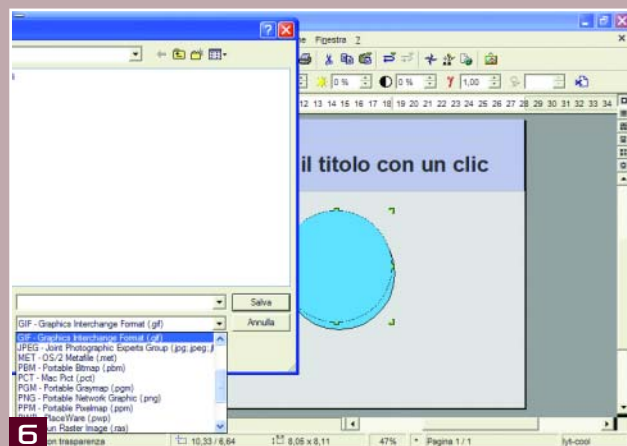 Finestra ?
0 %
0 %
1,00
12 13 14 15 16 17 18 19 20 21 22 23 24 25 26 27 28 29 30 31 32 33 34
il titolo con un clic
Salva
GIF - Graphics Interchange Format (.gif)
Annulla
GIF - Graphics Interchange Format (.gif)
JPEG - Joint Photographic Experts Group (.jpg;.jpeg;.j
MET - OS/2 Metafile (.met)
PBM - Portable Bitmap (.pbm)
PCT - Mac Pict (.pct)
PGM - Portable Graymap (.pgm)
PNG - Portable Network Graphic (.png)
PPM - Portable Pixelmap (.ppm)
PlaceWare (.pwp)
Raster Image (.ras)
6
on trasparenza
10,33 / 6,64
8,05 x 8,11
47%
*
Pagina 1 / 1
lyt-cool